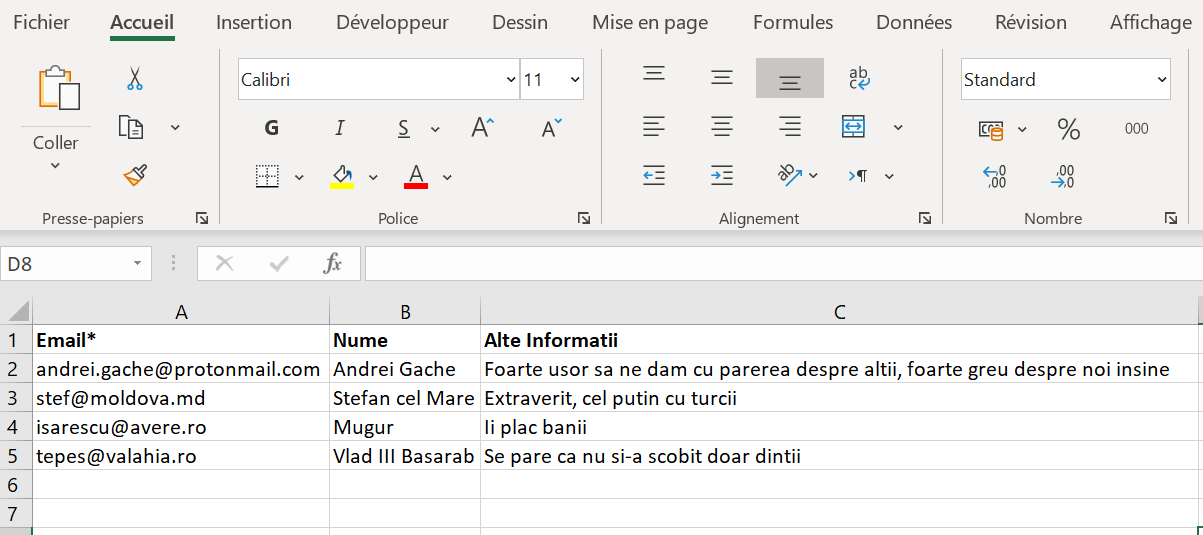 Fichier Accueil Insertion Développeur Dessin Mise en page Formules Données Révision Affichage
Calibri 11 ab Standard
c
Coller G I S A A % 000
A ab ¶ ,00 ,00
Presse-papiers Police Alignement Nombre
D8 fx
A B C
1 Email* Nume Alte Informatii
2 andrei.gache@protonmail.com Andrei Gache Foarte usor sa ne dam cu parerea despre altii, foarte greu despre noi insine
3 stef@moldova.md Stefan cel Mare Extraverit, cel putin cu turcii
4 isarescu@avere.ro Mugur Ii plac banii
5 tepes@valahia.ro Vlad III Basarab Se pare ca nu si-a scobit doar dintii
6
7